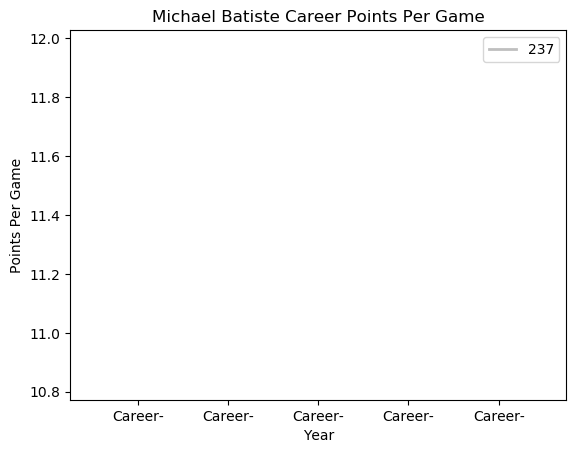 Michael Batiste Career Points Per Game
237
12.0
11.8
11.6
11.4
11.2
11.0
10.8
Points Per Game
Career- Career- Career- Career- Career-
Year